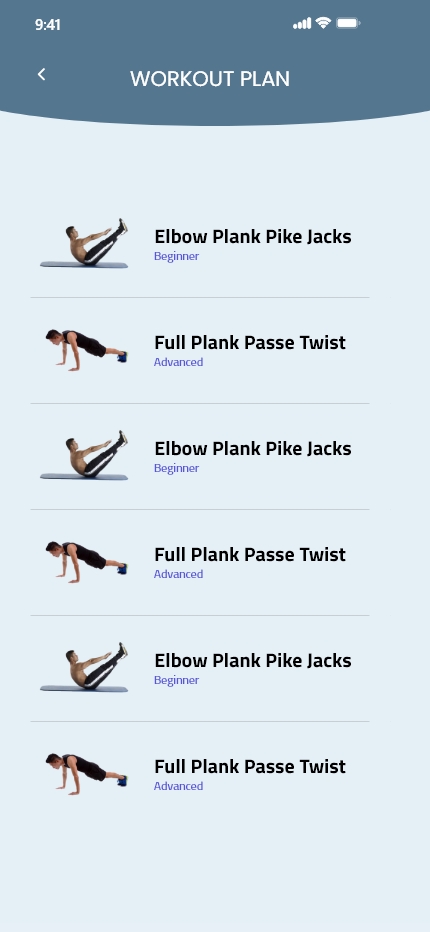 9:41
WORKOUT PLAN
Elbow Plank Pike Jacks
Beginner
Full Plank Passe Twist
Advanced
Elbow Plank Pike Jacks
Beginner
Full Plank Passe Twist
Advanced
Elbow Plank Pike Jacks
Beginner
Full Plank Passe Twist
Advanced